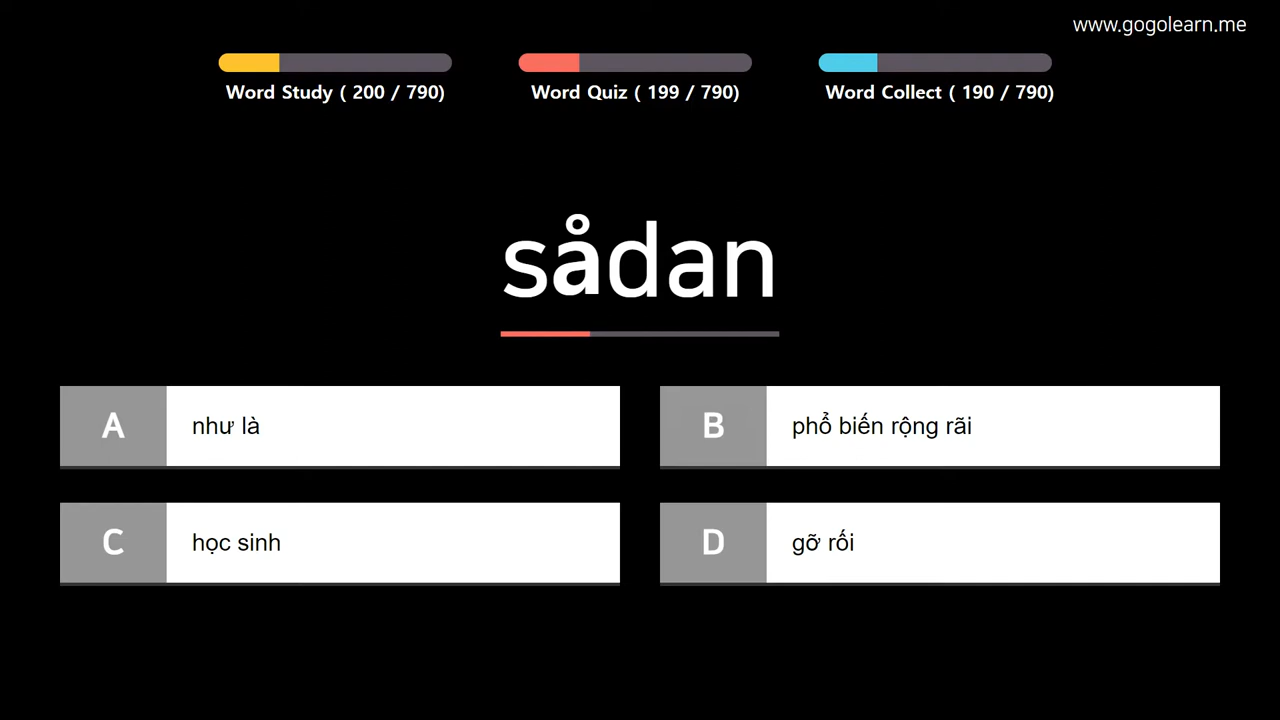 www.gogolearn.me
Word Study ( 200 / 790)
Word Quiz ( 199 / 790)
Word Collect ( 190 / 790)
sådan
A như là
B phổ biến rộng rãi
C học sinh
D gỡ rối